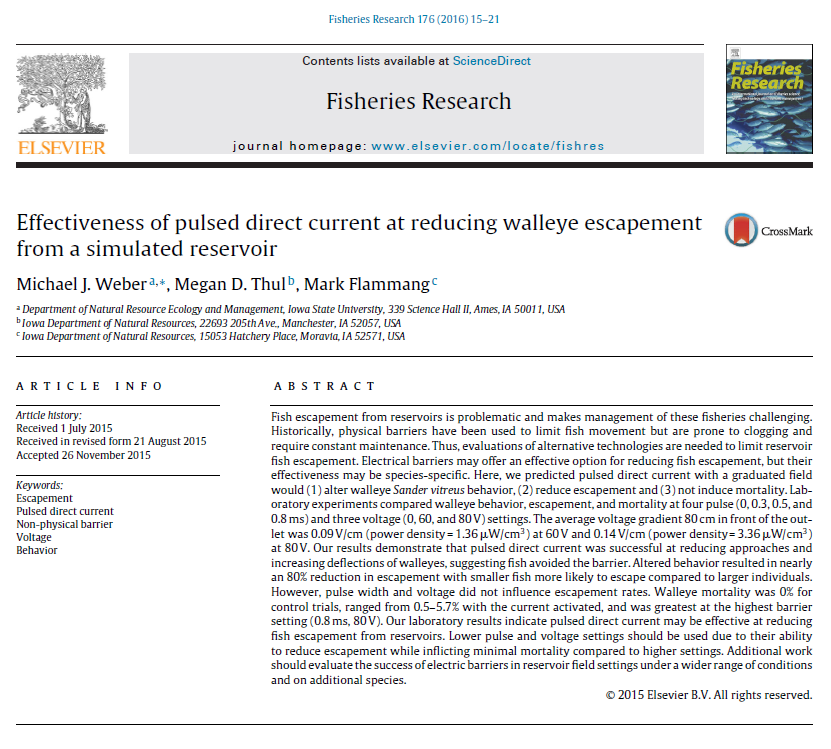 Fisheries Research 176 (2016) 15–21
Contents lists available at ScienceDirect
Fisheries Research
journal homepage: www.elsevier.com/locate/fishres
ELSEVIER
Fisheries
Research
Effectiveness of pulsed direct current at reducing walleye escapement
from a simulated reservoir
CrossMark
Michael J. Weber a,*, Megan D. Thul b, Mark Flammang c
a Department of Natural Resource Ecology and Management, Iowa State University, 339 Science Hall II, Ames, IA 50011, USA
b Iowa Department of Natural Resources, 22693 205th Ave., Manchester, IA 52057, USA
c Iowa Department of Natural Resources, 15053 Hatchery Place, Moravia, IA 52571, USA
ARTICLE INFO
Article history:
Received 1 July 2015
Received in revised form 21 August 2015
Accepted 26 November 2015
Keywords:
Escapement
Pulsed direct current
Non-physical barrier
Voltage
Behavior
ABSTRACT
Fish escapement from reservoirs is problematic and makes management of these fisheries challenging.
Historically, physical barriers have been used to limit fish movement but are prone to clogging and
require constant maintenance. Thus, evaluations of alternative technologies are needed to limit reservoir
fish escapement. Electrical barriers may offer an effective option for reducing fish escapement, but their
effectiveness may be species-specific. Here, we predicted pulsed direct current with a graduated field
would (1) alter walleye Sander vitreus behavior, (2) reduce escapement and (3) not induce mortality. Lab-
oratory experiments compared walleye behavior, escapement, and mortality at four pulse (0, 0.3, 0.5, and
0.8 ms) and three voltage (0, 60, and 80 V) settings. The average voltage gradient 80 cm in front of the out-
let was 0.09 V/cm (power density = 1.36 μW/cm³) at 60 V and 0.14 V/cm (power density = 3.36 μW/cm³)
at 80 V. Our results demonstrate that pulsed direct current was successful at reducing approaches and
increasing deflections of walleyes, suggesting fish avoided the barrier. Altered behavior resulted in nearly
an 80% reduction in escapement with smaller fish more likely to escape compared to larger individuals.
However, pulse width and voltage did not influence escapement rates. Walleye mortality was 0% for
control trials, ranged from 0.5–5.7% with the current activated, and was greatest at the highest barrier
setting (0.8 ms, 80 V). Our laboratory results indicate pulsed direct current may be effective at reducing
fish escapement from reservoirs. Lower pulse and voltage settings should be used due to their ability
to reduce escapement while inflicting minimal mortality compared to higher settings. Additional work
should evaluate the success of electric barriers in reservoir field settings under a wider range of conditions
and on additional species.
© 2015 Elsevier B.V. All rights reserved.